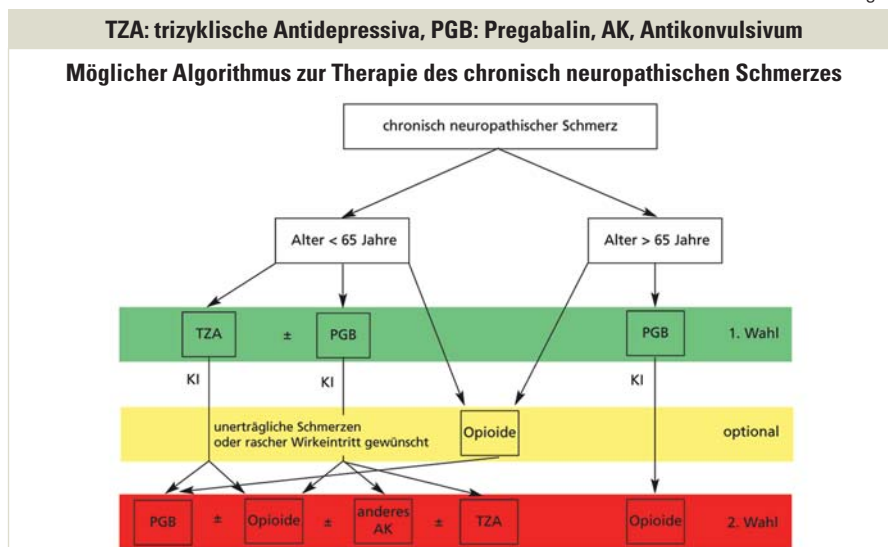 TZA: trizyklische Antidepressiva, PGB: Pregabalin, AK, Antikonvulsivum
Möglicher Algorithmus zur Therapie des chronisch neuropathischen Schmerzes
chronisch neuropathischer Schmerz
Alter < 65 Jahre
Alter > 65 Jahre
TZA ± PGB PGB 1. Wahl
KI KI KI
unerträgliche Schmerzen
oder rascher Wirkeintritt gewünscht
Opioide
optional
PGB ± Opioide ± anderes AK ± TZA Opioide 2. Wahl